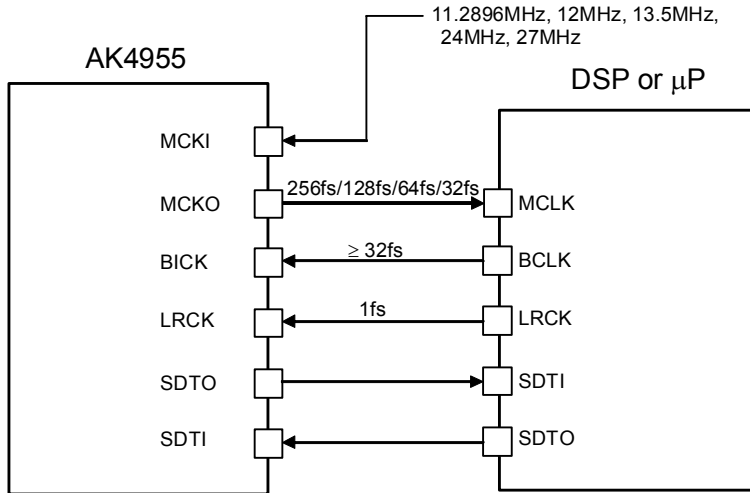 11.2896MHz, 12MHz, 13.5MHz,
24MHz, 27MHz
AK4955
DSP or μP
MCKI
MCKO
256fs/128fs/64fs/32fs
MCLK
BICK
≥ 32fs
BCLK
LRCK
1fs
LRCK
SDTO
SDTI
SDTI
SDTO